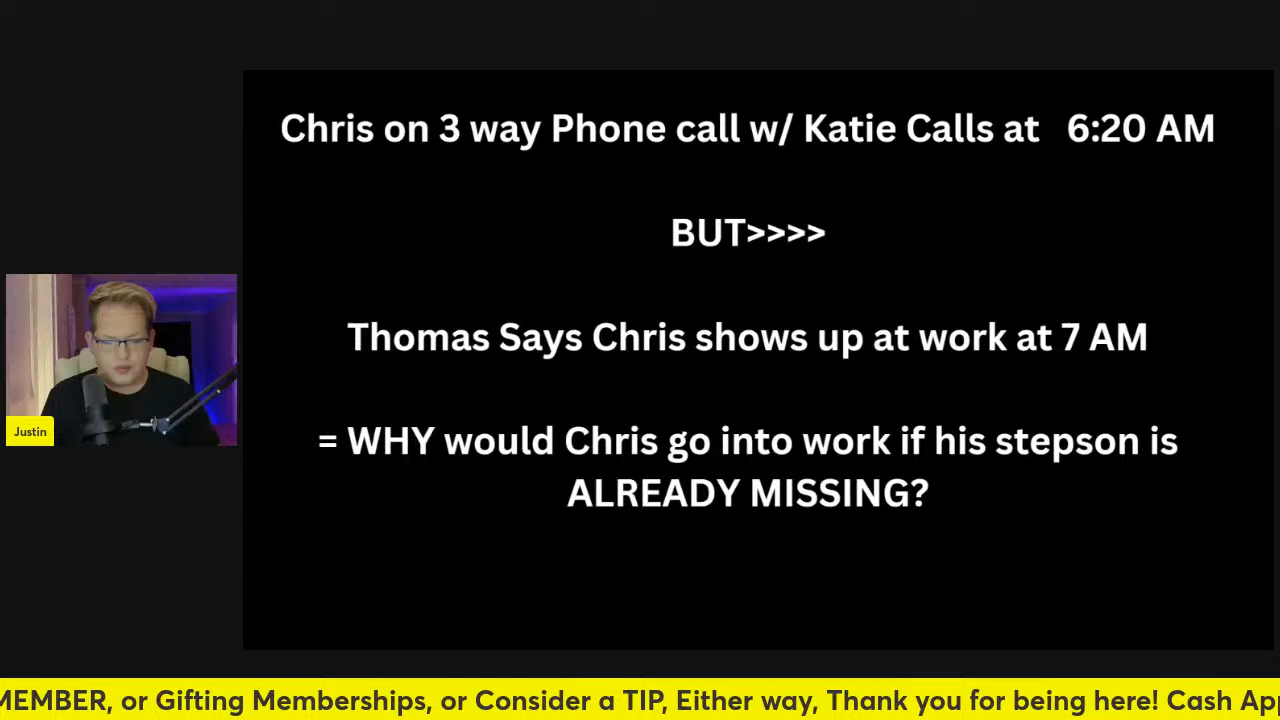 Chris on 3 way Phone call w/ Katie Calls at 6:20 AM
BUT>>>>
Thomas Says Chris shows up at work at 7 AM
= WHY would Chris go into work if his stepson is
ALREADY MISSING?
Justin
MEMBER, or Gifting Memberships, or Consider a TIP, Either way, Thank you for being here! Cash Ap